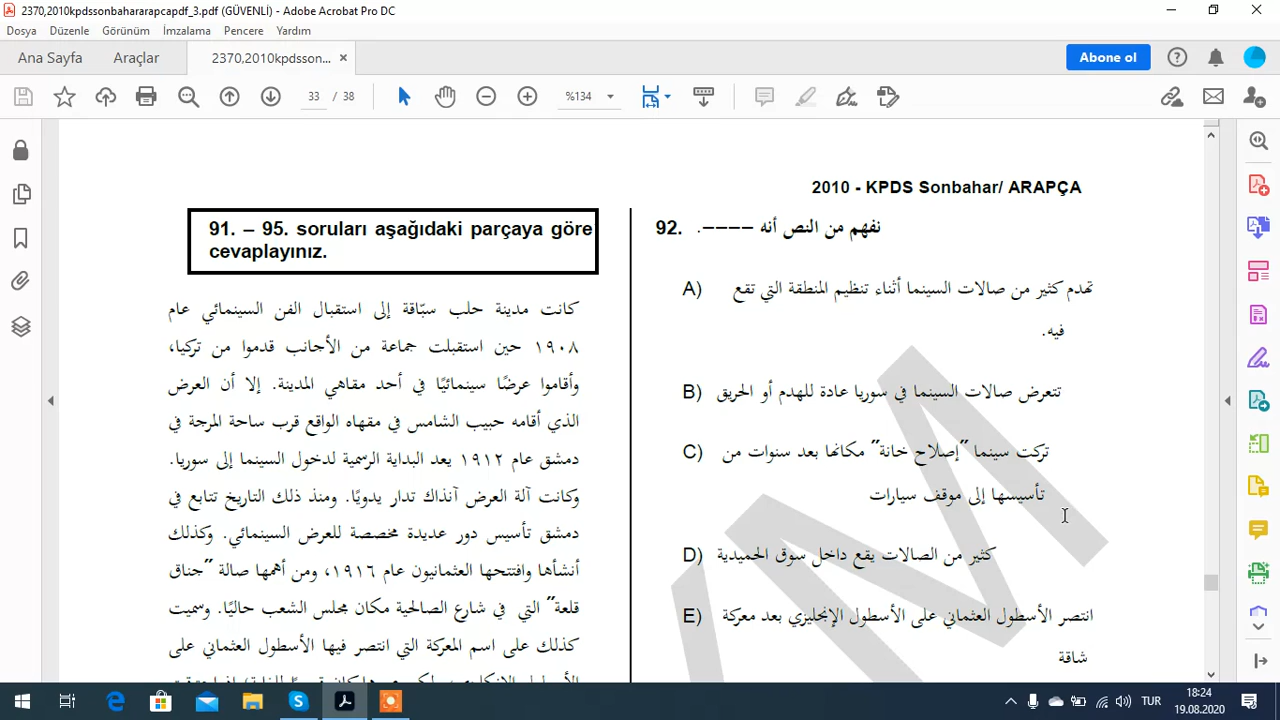 2370,2010kpdssonbahararapcapdf_3.pdf (GÜVENLİ) - Adobe Acrobat Pro DC
Dosya Düzenle Görünüm İmzalama Pencere Yardım
Ana Sayfa Araçlar 2370,2010kpdsson... × Abone ol
33 / 38 %134
2010 - KPDS Sonbahar/ ARAPÇA
91. – 95. soruları aşağıdaki parçaya göre
cevaplayınız.
كانت مدينة حلب سبّاقة إلى استقبال الفن السينمائي عام
١٩٠٨ حين استقبلت جماعة من الأجانب قدموا من تركيا،
وأقاموا عرضًا سينمائيًا في أحد مقاهي المدينة. إلا أن العرض
الذي أقامه حبيب الشامس في مقهاه الواقع قرب ساحة المرجة في
دمشق عام ١٩١٢ يعد البداية الرسمية لدخول السينما إلى سوريا.
وكانت آلة العرض آنذاك تدار يدويًا. ومنذ ذلك التاريخ تتابع في
دمشق تأسيس دور عديدة مخصصة للعرض السينمائي. وكذلك
أنشأها وافتتحها العثمانيون عام ١٩١٦، ومن أهمها صالة "جناق
قلعة" التي في شارع الصالحية مكان مجلس الشعب حاليًا. وسميت
كذلك على اسم المعركة التي انتصر فيها الأسطول العثماني على
92. نفهم من النص أنه ----.
A) تهدم كثير من صالات السينما أثناء تنظيم المنطقة التي تقع
فيه.
B) تتعرض صالات السينما في سوريا عادة للهدم أو الحريق
C) تركت سينما "إصلاح خانة" مكانها بعد سنوات من
تأسيسها إلى موقف سيارات
D) كثير من الصالات يقع داخل سوق الحميدية
E) انتصر الأسطول العثماني على الأسطول الإنجليزي بعد معركة
شاقة
TUR
18:24
19.08.2020